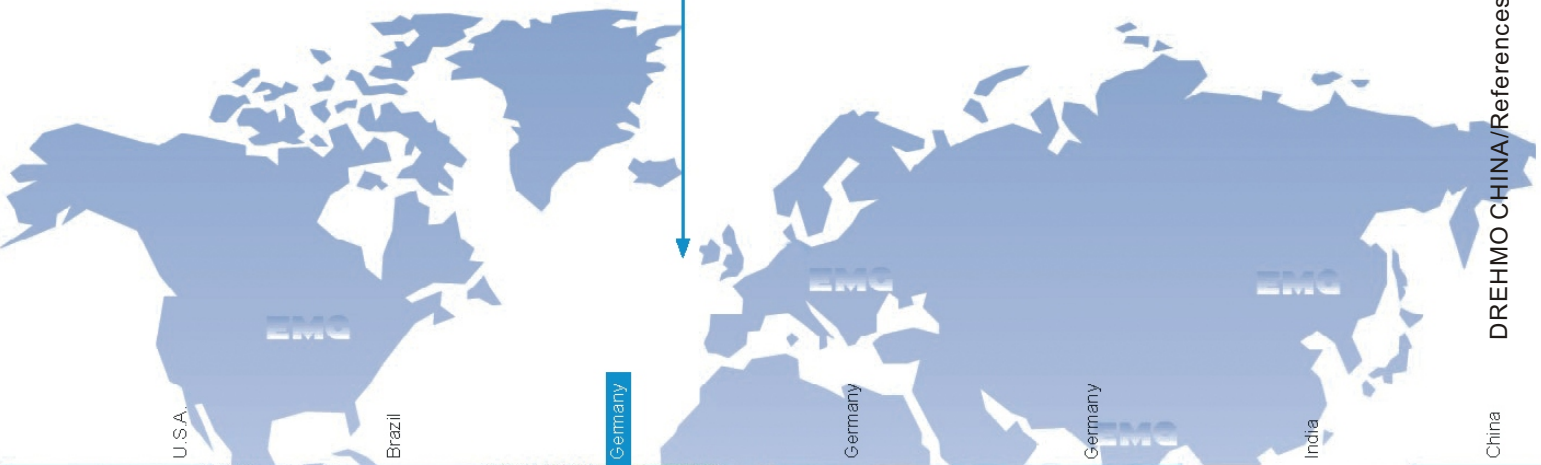 DREHMO CHINA/References
EMG
EMG
EMG
EMG
U.S.A.
Brazil
Germany
Germany
Germany
India
China